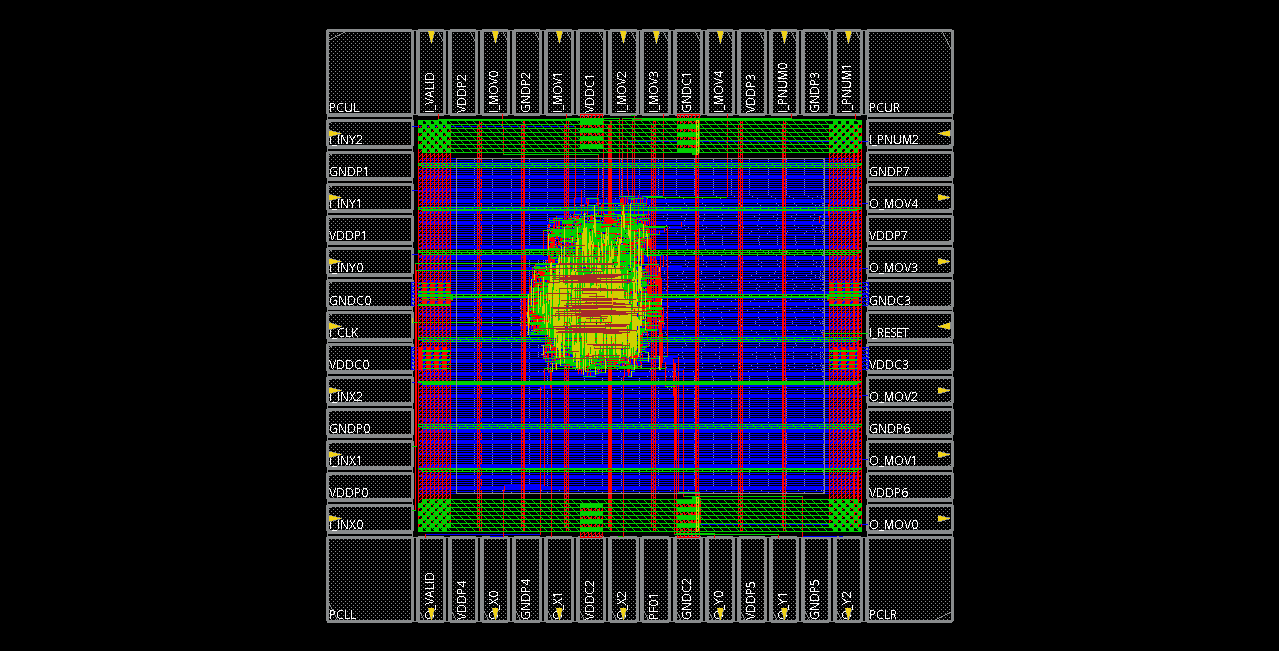 I_VALID
VDDP2
I_MOV0
GNDP2
I_MOV1
VDDC1
I_MOV2
I_MOV3
GNDC1
I_MOV4
VDDP3
I_PNUM0
GNDP3
I_PNUM1
PCUL
PCUR
I_INY2
I_PNUM2
GNDP1
GNDP7
I_INY1
O_MOV4
VDDP1
VDDP7
I_INY0
O_MOV3
GNDC0
GNDC3
I_CLK
I_RESET
VDDC0
VDDC3
I_INX2
O_MOV2
GNDP0
GNDP6
I_INX1
O_MOV1
VDDP0
VDDP6
I_INX0
O_MOV0
O_VALID
VDDP4
O_X0
GNDP4
O_X1
VDDC2
O_X2
PF01
GNDC2
O_Y0
VDDP5
O_Y1
GNDP5
O_Y2
PCLL
PCLR